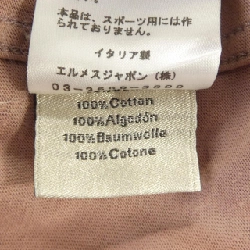 本品は、スポーツ用には作
られておりません。
イタリア製
エルメスジャポン(株)
100%Cotton
100%Algodón
100%Baumwolle
100%Cotone